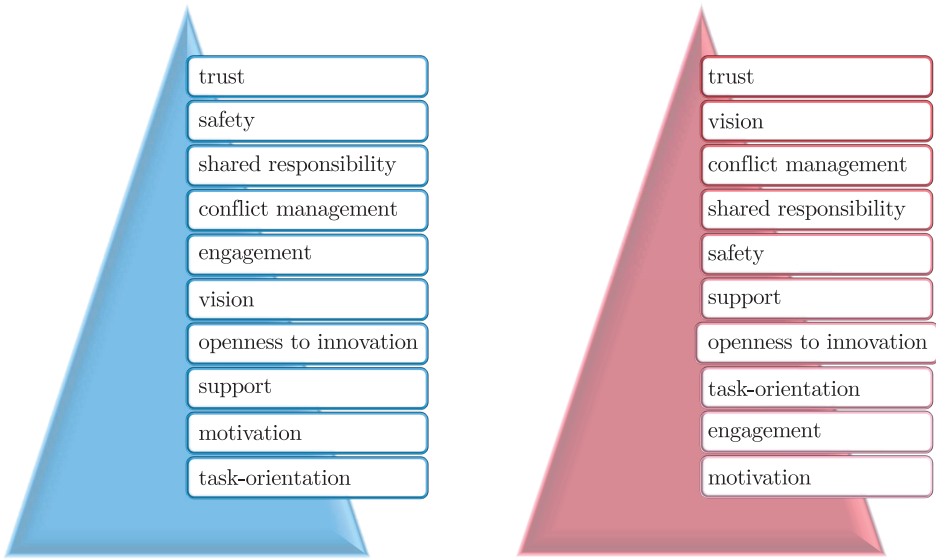 trust
safety
shared responsibility
conflict management
engagement
vision
openness to innovation
support
motivation
task-orientation
trust
vision
conflict management
shared responsibility
safety
support
openness to innovation
task-orientation
engagement
motivation